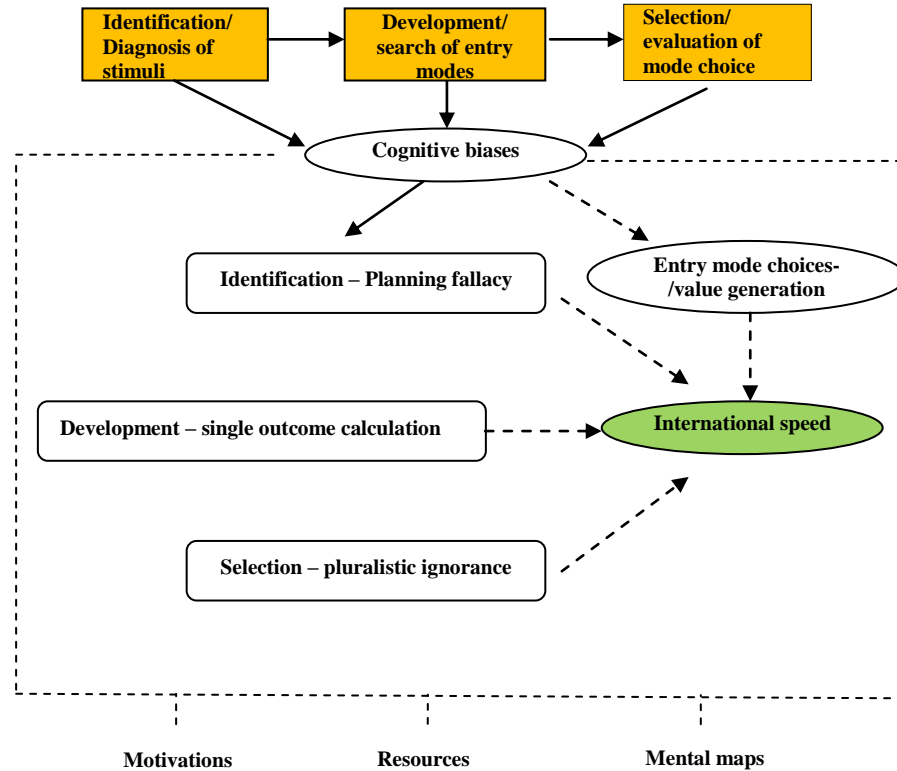 Identification/
Diagnosis of
stimuli
Development/
search of entry
modes
Selection/
evaluation of
mode choice
Cognitive biases
Identification – Planning fallacy
Entry mode choices-
/value generation
Development – single outcome calculation
International speed
Selection – pluralistic ignorance
Motivations
Resources
Mental maps